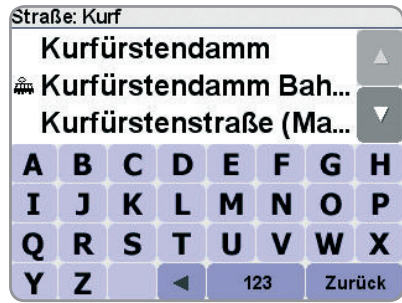 Straße: Kurf
Kurfürstendamm
Kurfürstendamm Bah...
Kurfürstenstraße (Ma...
A B C D E F G H
I J K L M N O P
Q R S T U V W X
Y Z 123 Zurück